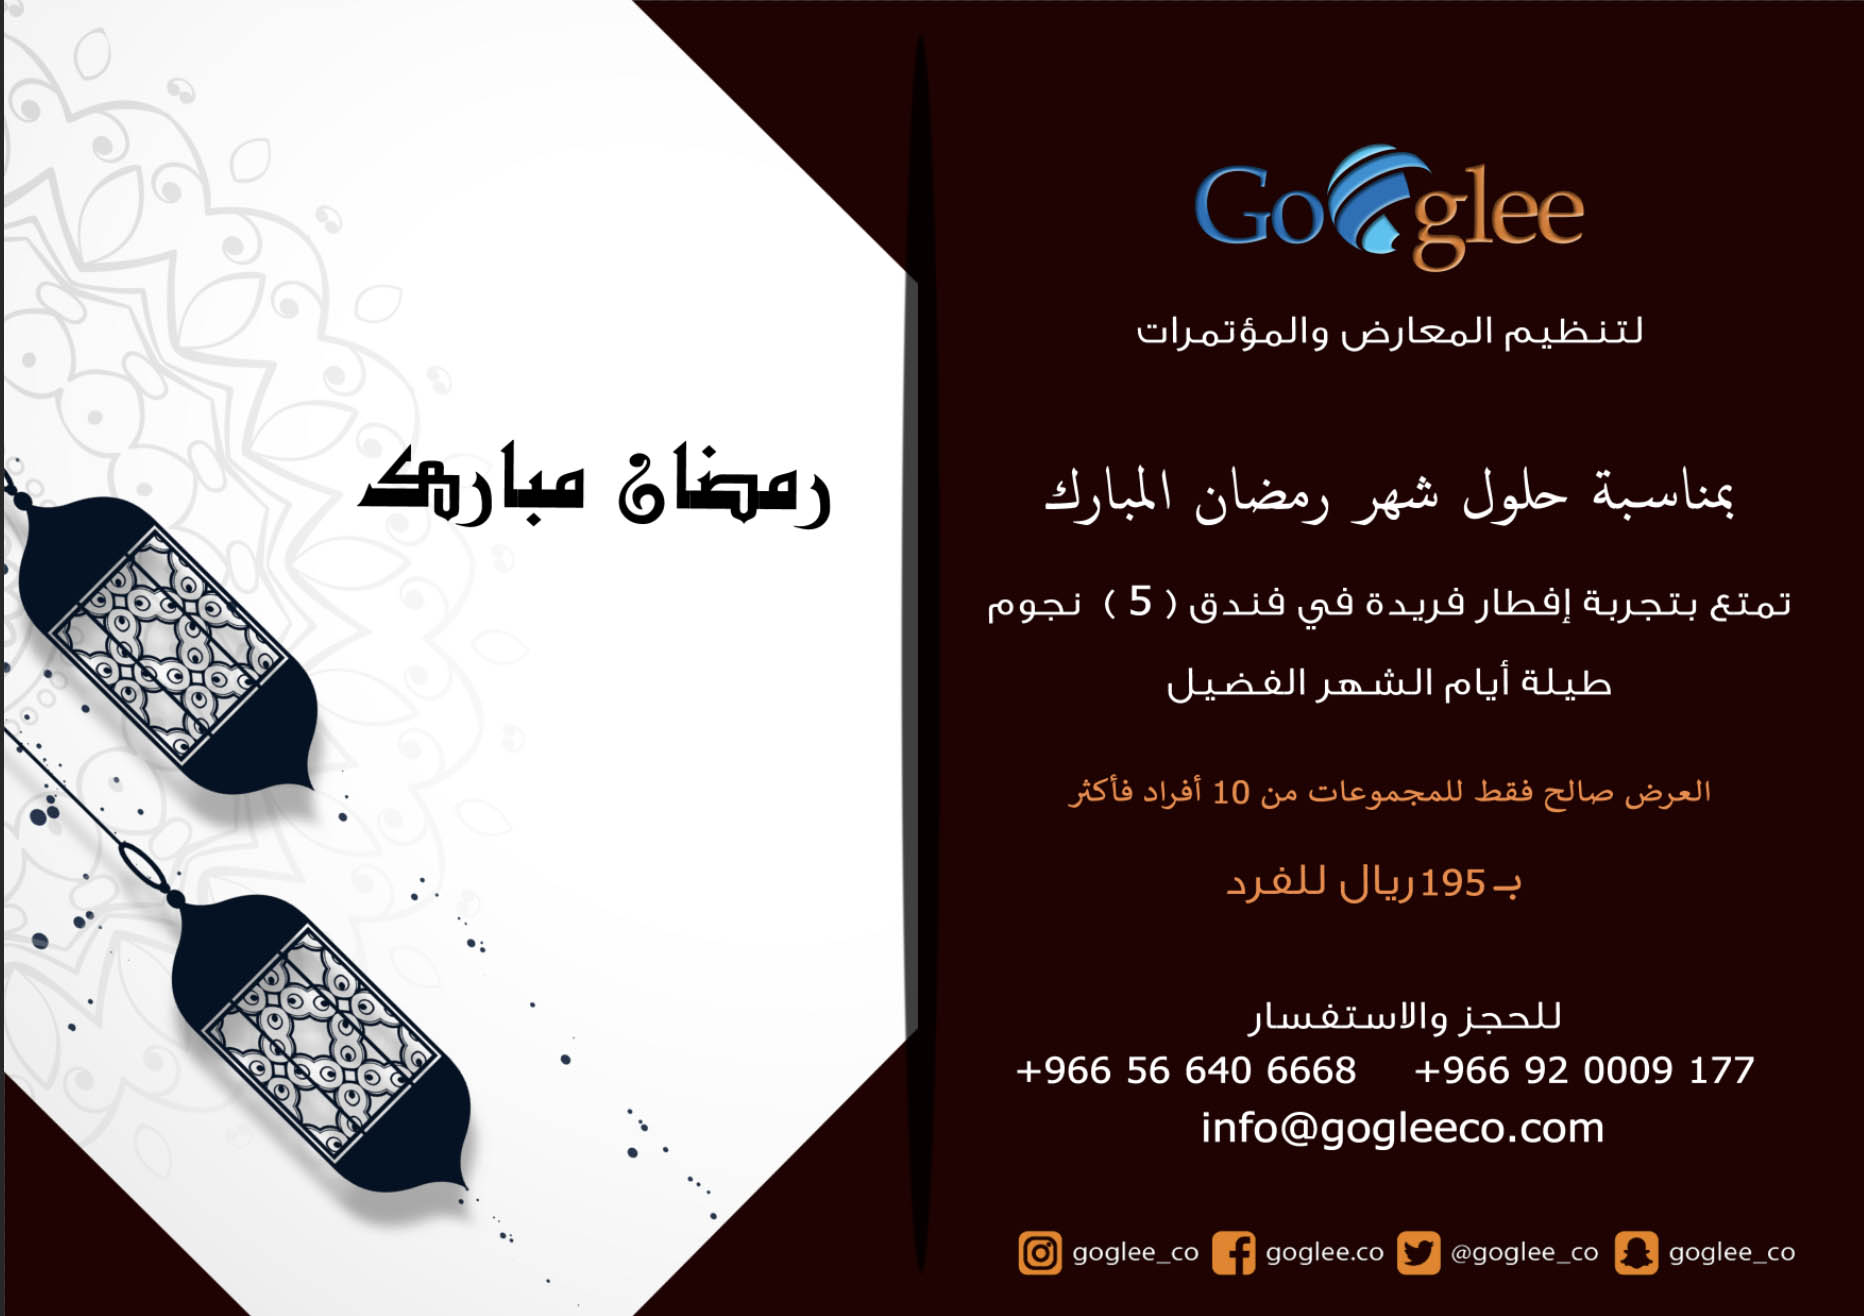 رمضان مبارك
Goglee
لتنظيم المعارض والمؤتمرات
بمناسبة حلول شهر رمضان المبارك
تمتع بتجربة إفطار فريدة في فندق ( 5 ) نجوم
طيلة أيام الشهر الفضيل
العرض صالح فقط للمجموعات من 10 أفراد فأكثر
بـ 195 ريال للفرد
للحجز والاستفسار
+966 56 640 6668 +966 92 0009 177
info@gogleeco.com
goglee_co goglee.co @goglee_co goglee_co